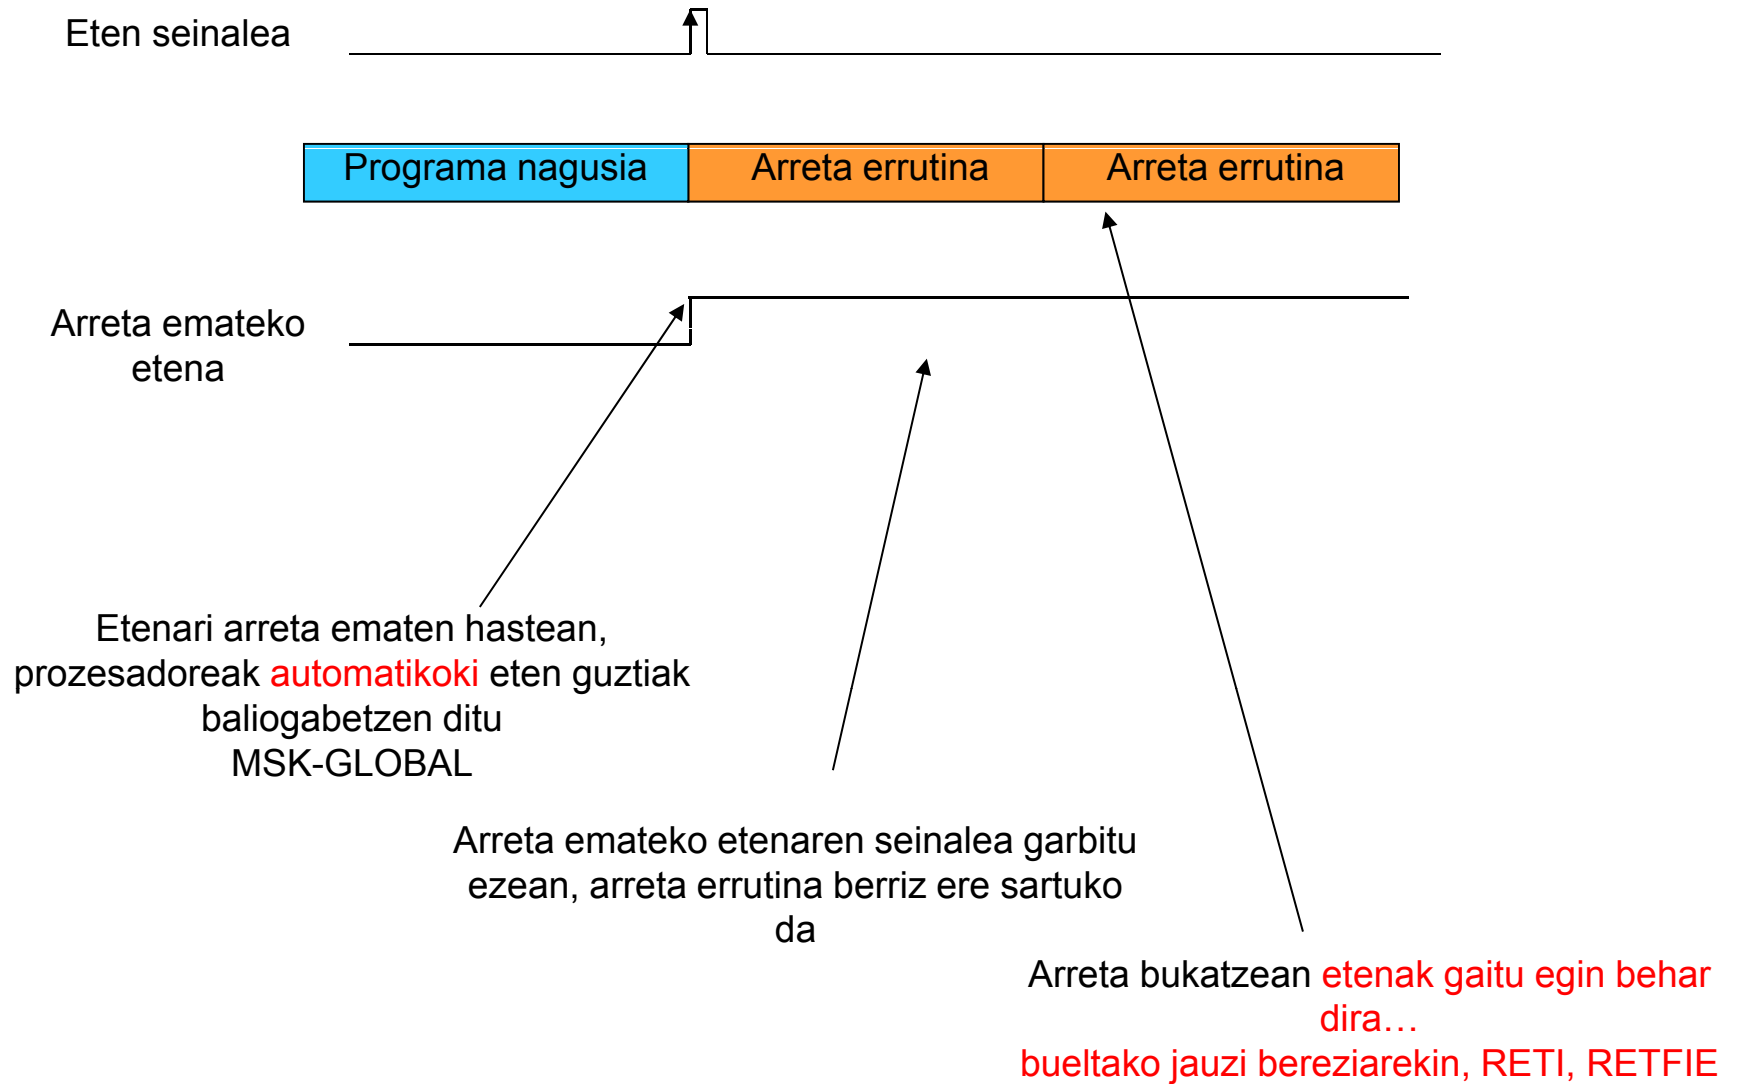 Eten seinalea
Programa nagusia
Arreta errutina
Arreta errutina
Arreta emateko
etena
Etenari arreta ematen hastean,
prozesadoreak automatikoki eten guztiak
baliogabetzen ditu
MSK-GLOBAL
Arreta emateko etenaren seinalea garbitu
ezean, arreta errutina berriz ere sartuko
da
Arreta bukatzean etenak gaitu egin behar
dira…
bueltako jauzi bereziarekin, RETI, RETFIE